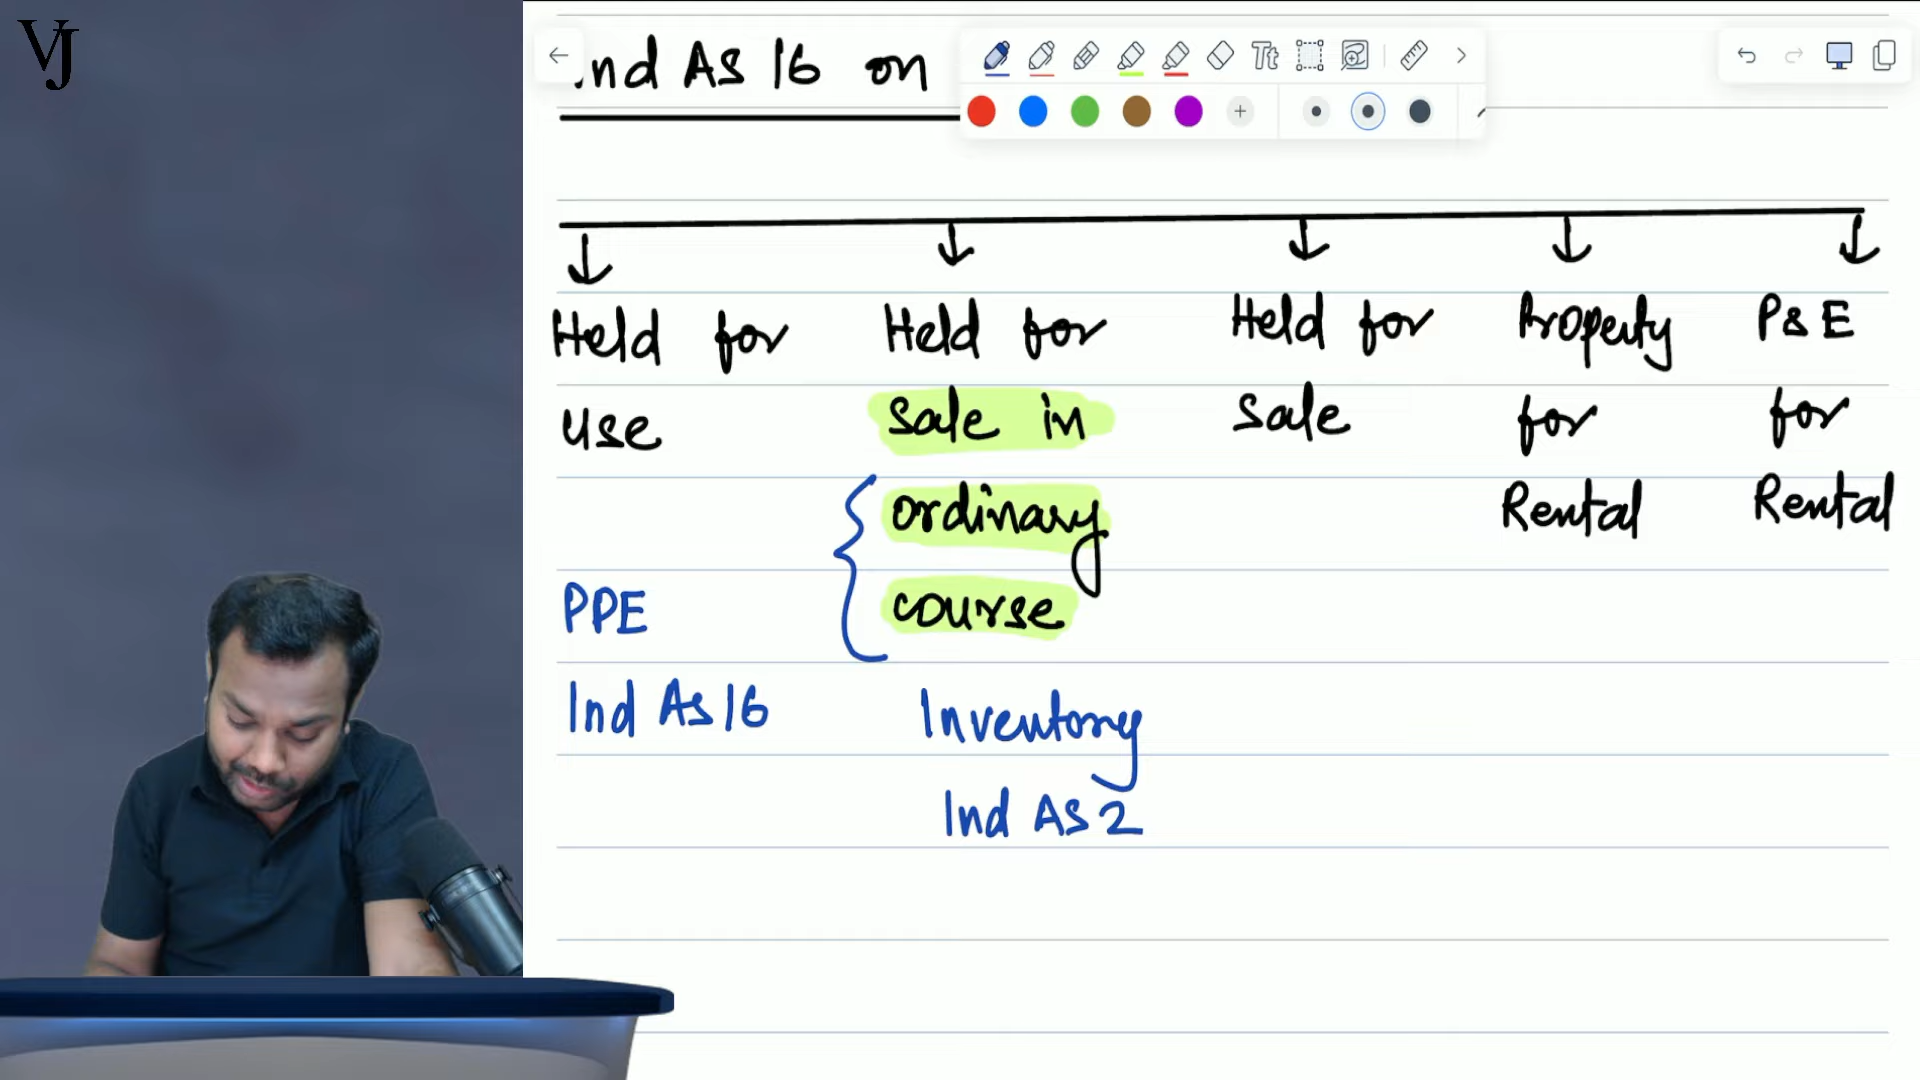 VJ
Ind AS 16 on
Held for use
PPE
Ind AS 16
Held for
sale in
ordinary
course
Inventory
Ind AS 2
Held for
sale
Property
for
Rental
P&E
for
Rental
Tt